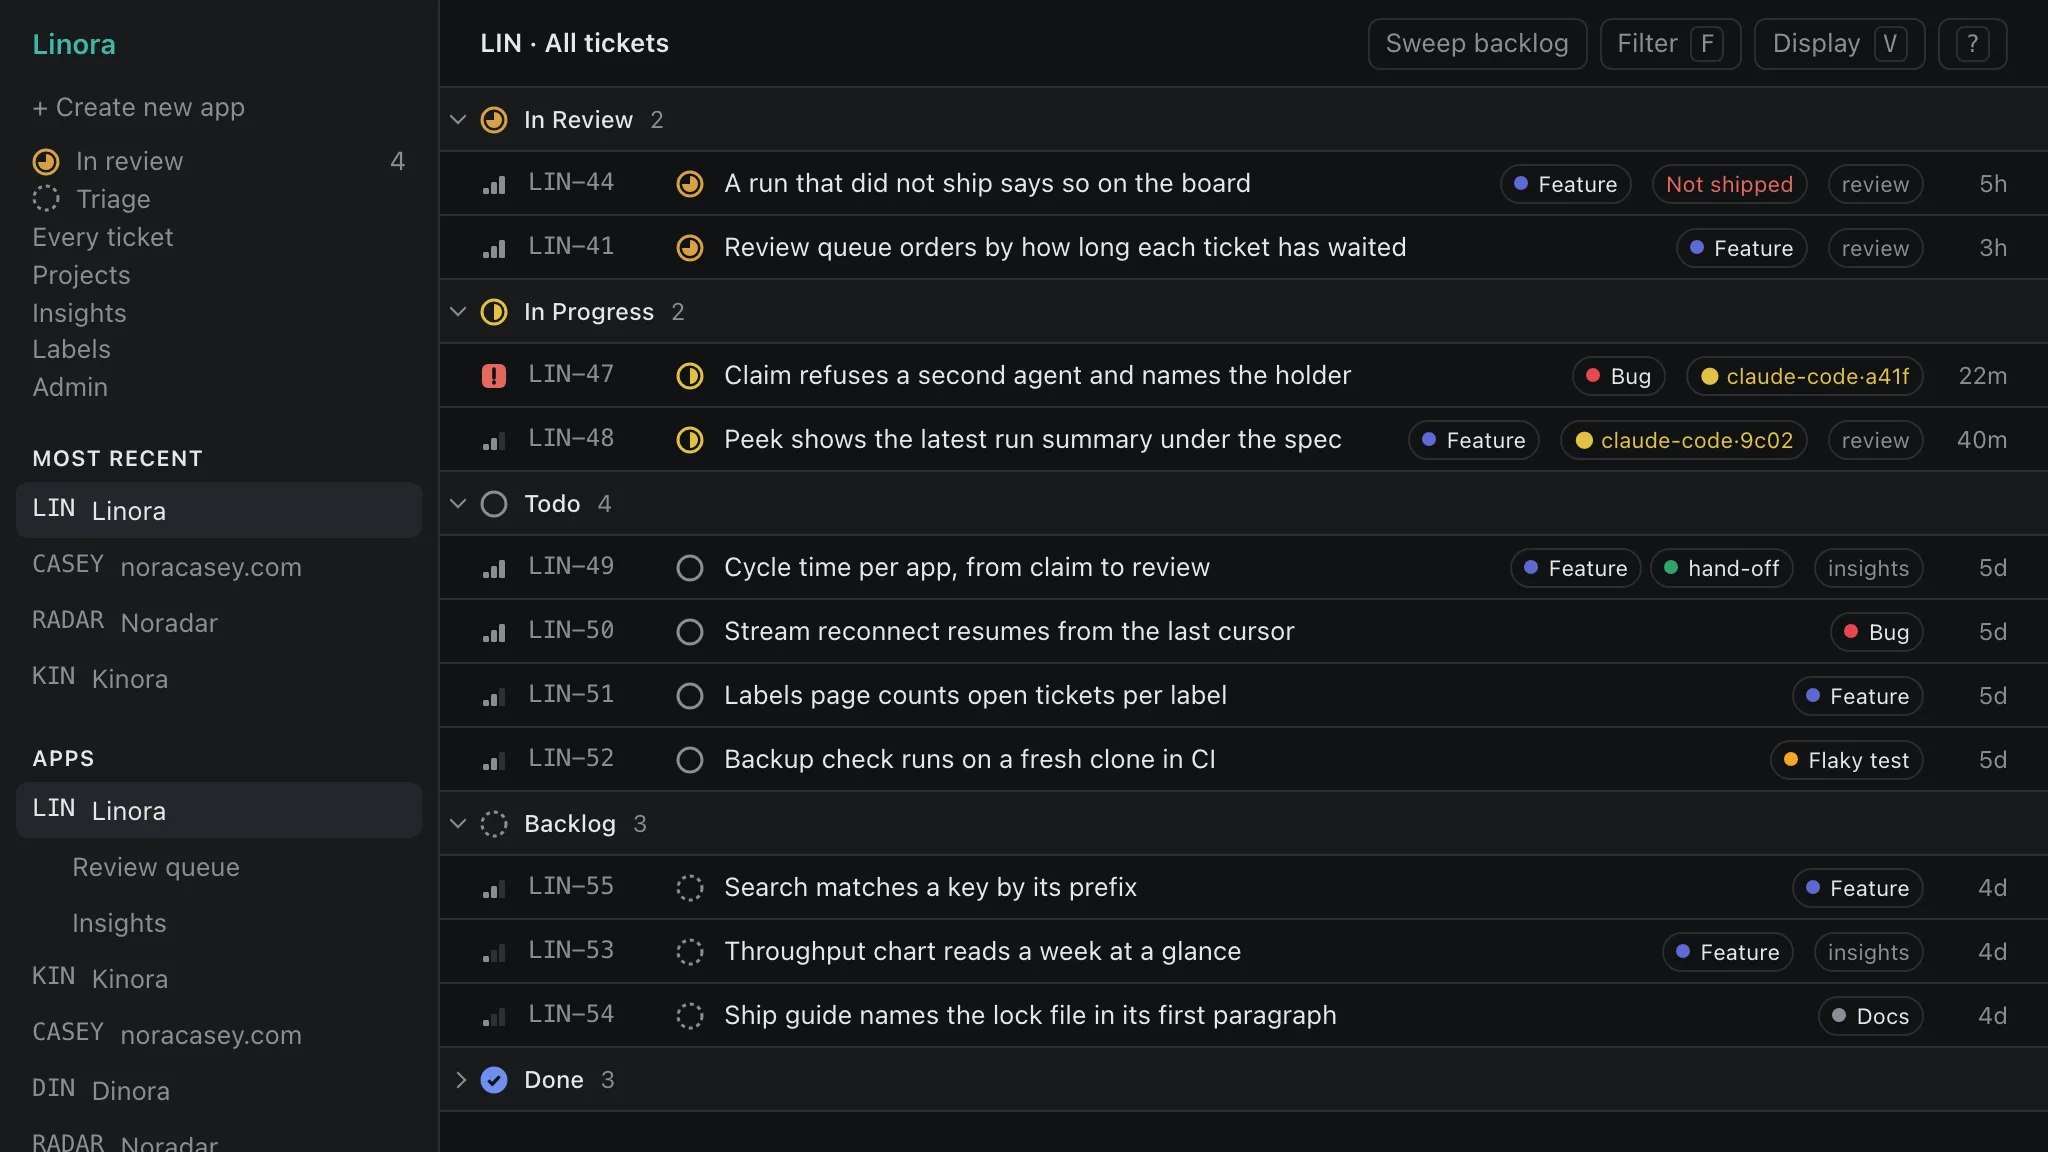 Linora
+ Create new app
In review 4
Triage
Every ticket
Projects
Insights
Labels
Admin
MOST RECENT
LIN Linora
CASEY noracasey.com
RADAR Noradar
KIN Kinora
APPS
LIN Linora
Review queue
Insights
KIN Kinora
CASEY noracasey.com
DIN Dinora
RADAR Noradar
LIN · All tickets
Sweep backlog
Filter F
Display V
?
In Review 2
LIN–44 A run that did not ship says so on the board Feature Not shipped review 5h
LIN–41 Review queue orders by how long each ticket has waited Feature review 3h
In Progress 2
LIN–47 Claim refuses a second agent and names the holder Bug claude-code·a41f 22m
LIN–48 Peek shows the latest run summary under the spec Feature claude-code·9c02 review 40m
Todo 4
LIN–49 Cycle time per app, from claim to review Feature hand-off insights 5d
LIN–50 Stream reconnect resumes from the last cursor Bug 5d
LIN–51 Labels page counts open tickets per label Feature 5d
LIN–52 Backup check runs on a fresh clone in CI Flaky test 5d
Backlog 3
LIN–55 Search matches a key by its prefix Feature 4d
LIN–53 Throughput chart reads a week at a glance Feature insights 4d
LIN–54 Ship guide names the lock file in its first paragraph Docs 4d
Done 3